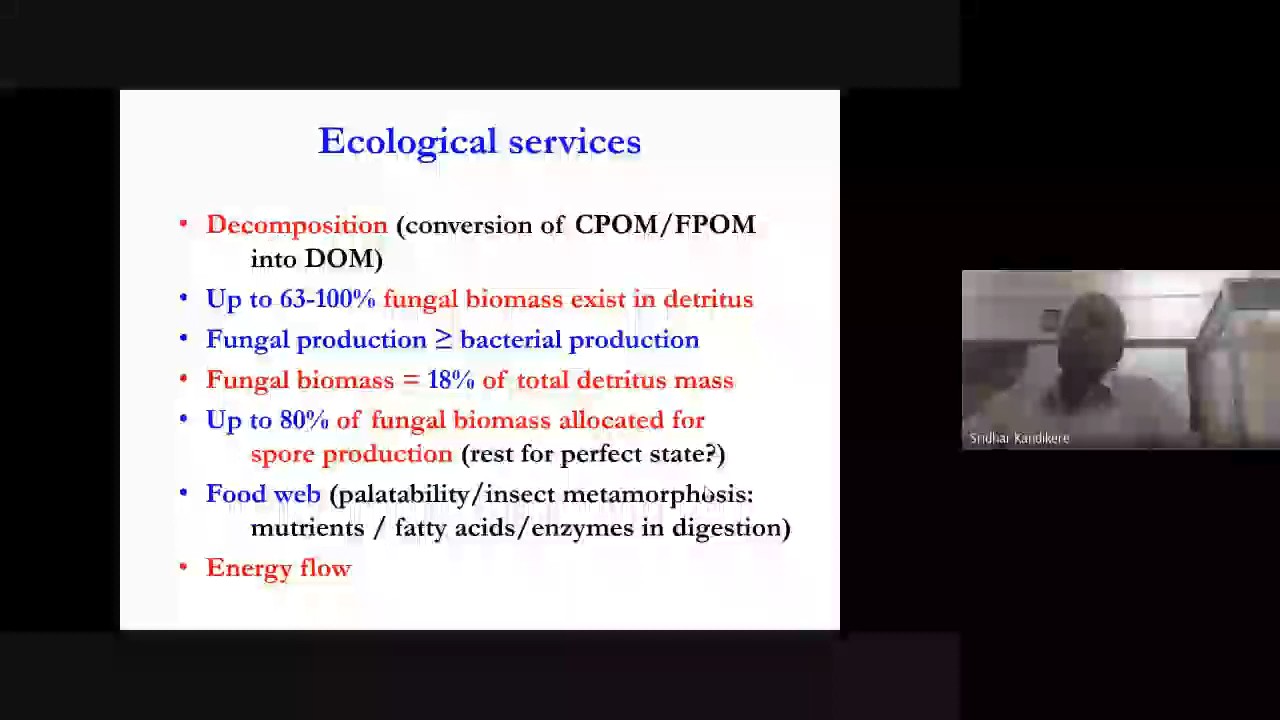 Ecological services
• Decomposition (conversion of CPOM/FPOM
into DOM)
• Up to 63-100% fungal biomass exist in detritus
• Fungal production ≥ bacterial production
• Fungal biomass = 18% of total detritus mass
• Up to 80% of fungal biomass allocated for
spore production (rest for perfect state?)
• Food web (palatability/insect metamorphosis:
mutrients / fatty acids/enzymes in digestion)
• Energy flow
Sridhar Kandikere